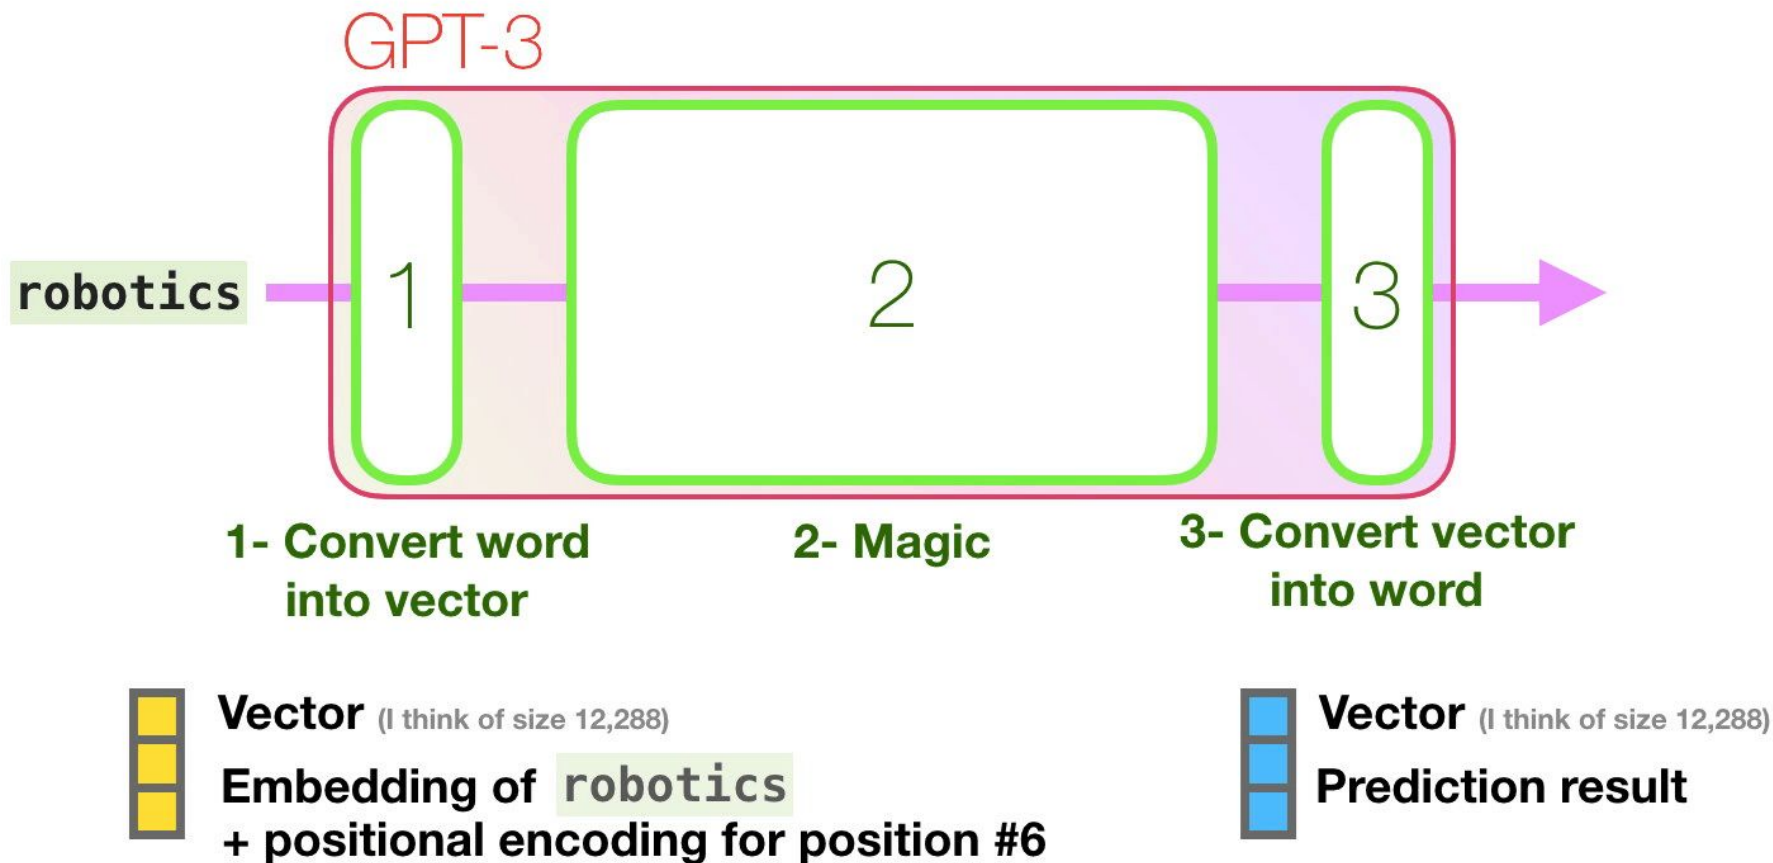 GPT-3
robotics
1
2
3
1- Convert word
into vector
2- Magic
3- Convert vector
into word
Vector (I think of size 12,288)
Embedding of robotics
+ positional encoding for position #6
Vector (I think of size 12,288)
Prediction result